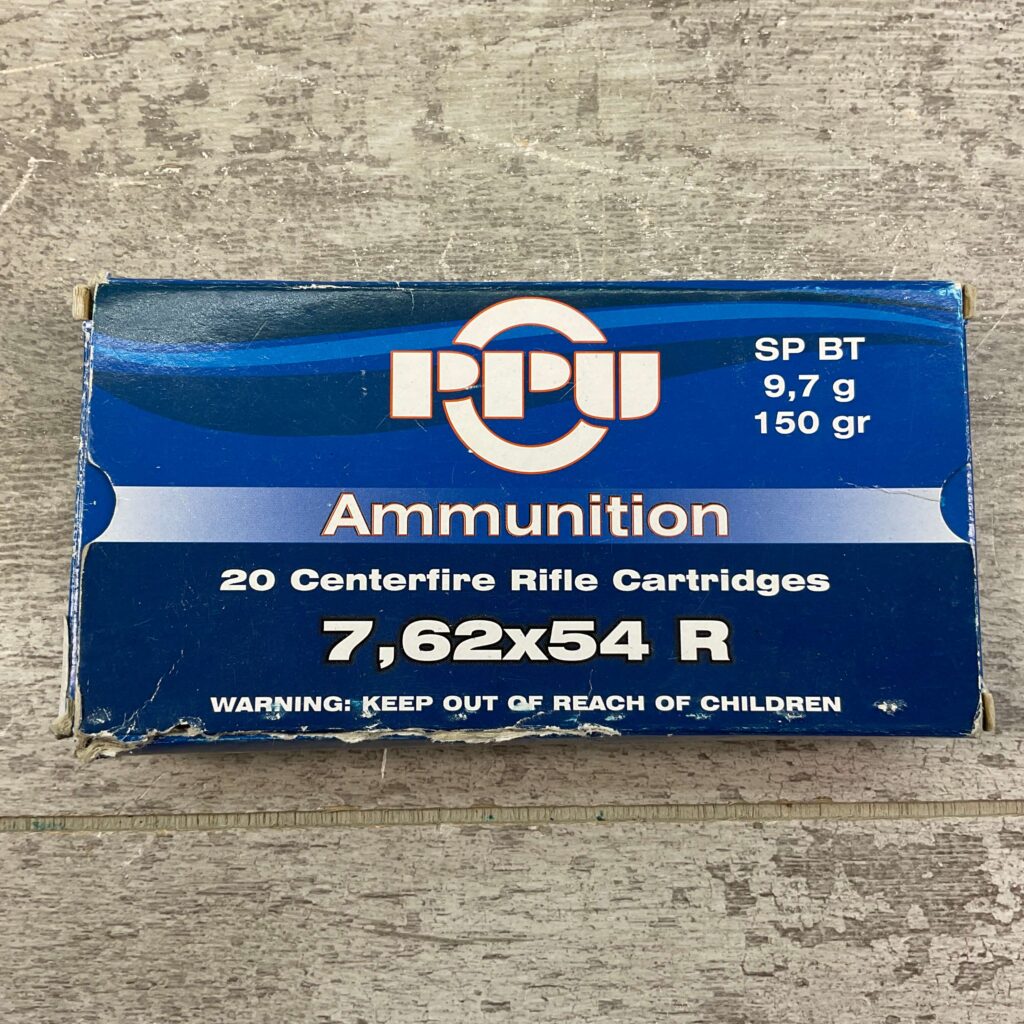 PPU
SP BT
9,7 g
150 gr
Ammunition
20 Centerfire Rifle Cartridges
7,62x54 R
WARNING: KEEP OUT OF REACH OF CHILDREN